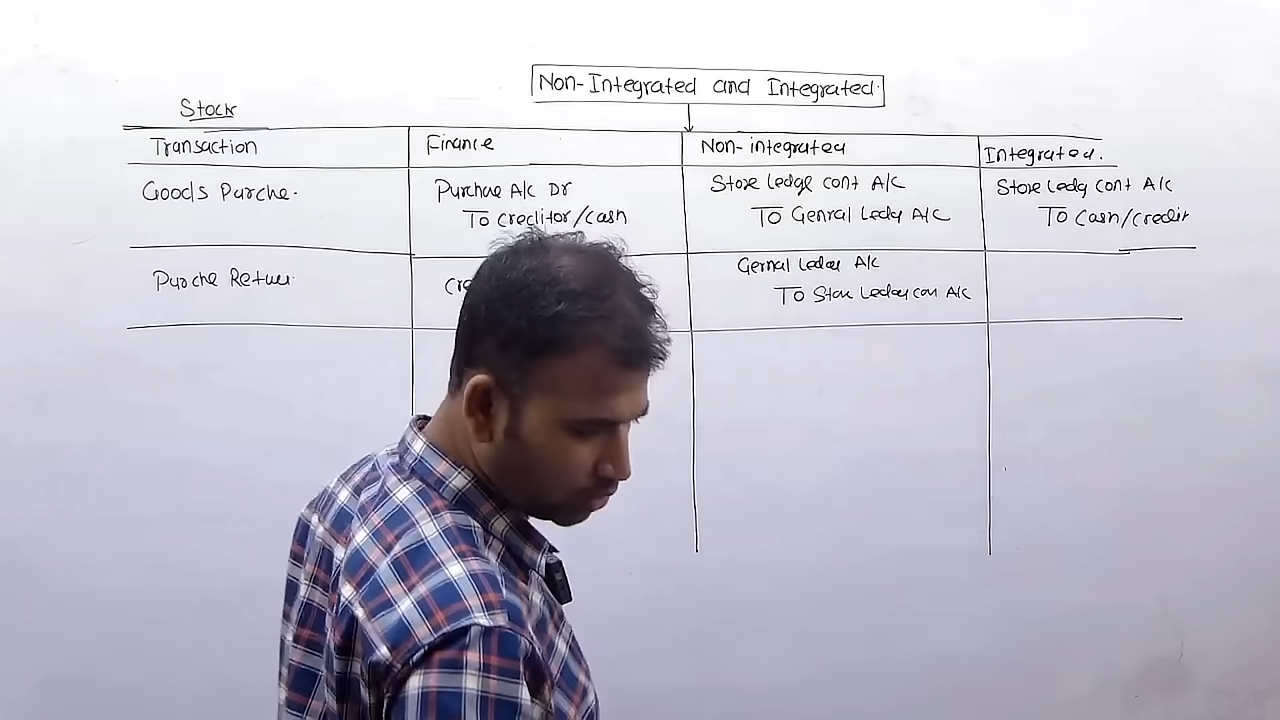 Non-Integrated and Integrated.
Stock
Transaction
Finance
Non-integrated
Integrated.
Goods Purche.
Purchae A/c Dr
To creditor/cash
Store Ledge cont A/c
To Genral Ledg A/c
Store Ledg cont A/c
To Cash/credit
Purche Retur.
Gernal Ledger A/c
To Store Ledger con A/c